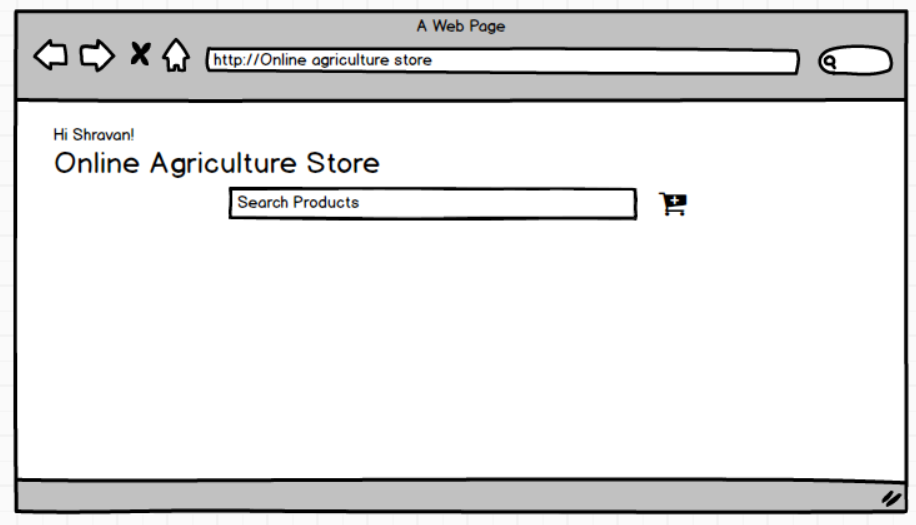 A Web Page
http://Online agriculture store
Hi Shravan!
Online Agriculture Store
Search Products